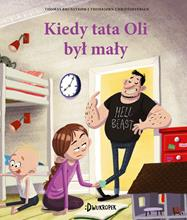 Kiedy tata Oli
był mały
HELL
BEAST
:DWUKROPEK